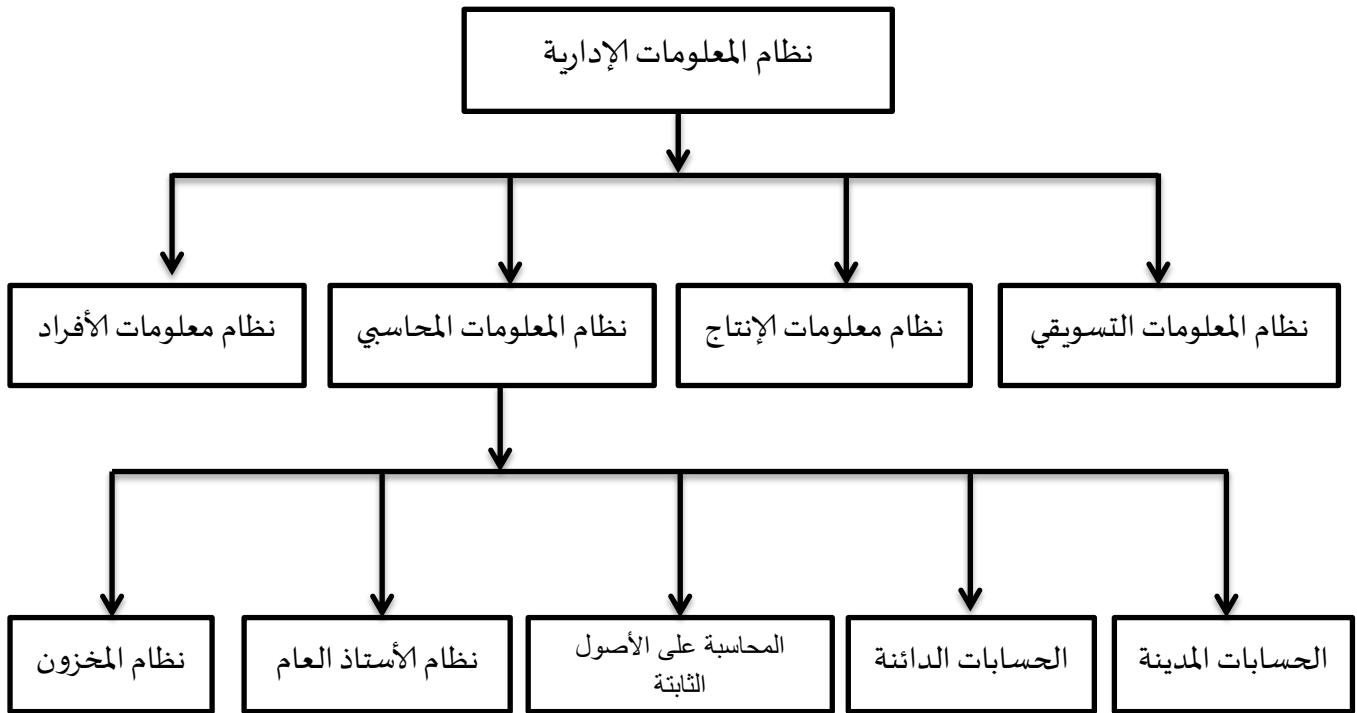 نظام المعلومات الإدارية
نظام المعلومات التسويقي
نظام معلومات الإنتاج
نظام المعلومات المحاسبي
نظام معلومات الأفراد
الحسابات المدينة
الحسابات الدائنة
المحاسبة على الأصول
الثابتة
نظام الأستاذ العام
نظام المخزون